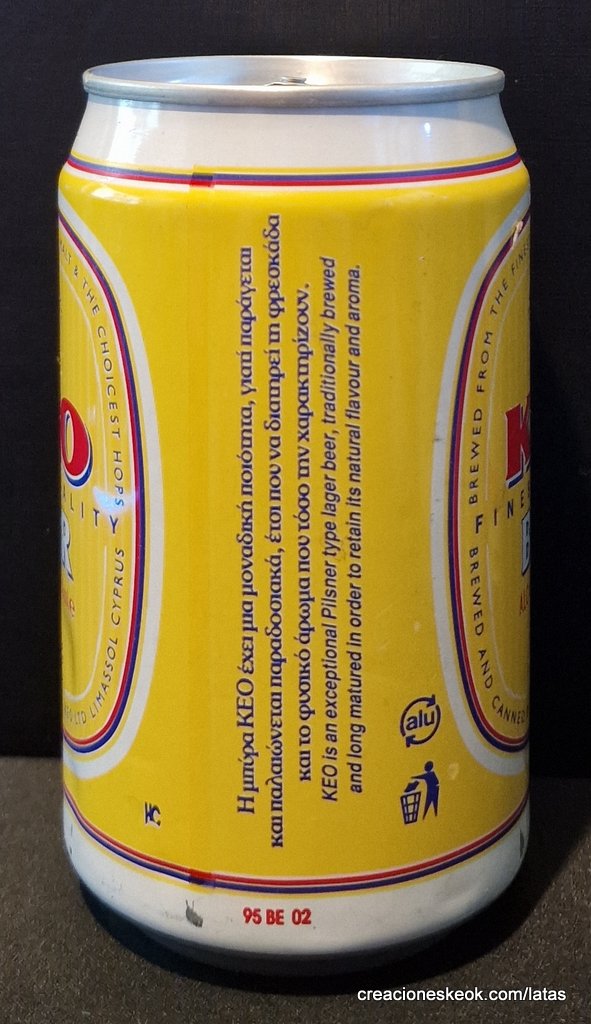 Η μπύρα ΚΕΟ έχει μια μοναδική ποιότητα, γιατί παράγεται
και παλαιώνεται παραδοσιακά, έτσι που να διατηρεί τη φρεσκάδα
και το φυσικό άρωμα που τόσο την χαρακτηρίζουν.
KEO is an exceptional Pilsner type lager beer, traditionally brewed
and long matured in order to retain its natural flavour and aroma.
alu
& THE CHOICEST HOPS
LTD LIMASSOL CYPRUS
BREWED FROM THE
BREWED AND CANNED
95 BE 02
creacioneskeok.com/latas